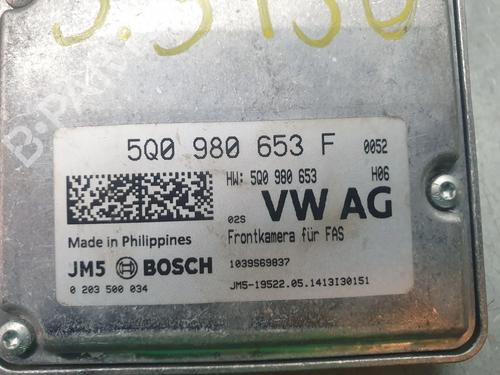 5Q0 980 653 F 0052
HW: 5Q0 980 653 H06
02S VW AG
Made in Philippines
Frontkamera für FAS
JM5 BOSCH 1039S69837
0 203 500 034
JM5-19522.05.1413I30151
B-PARTS